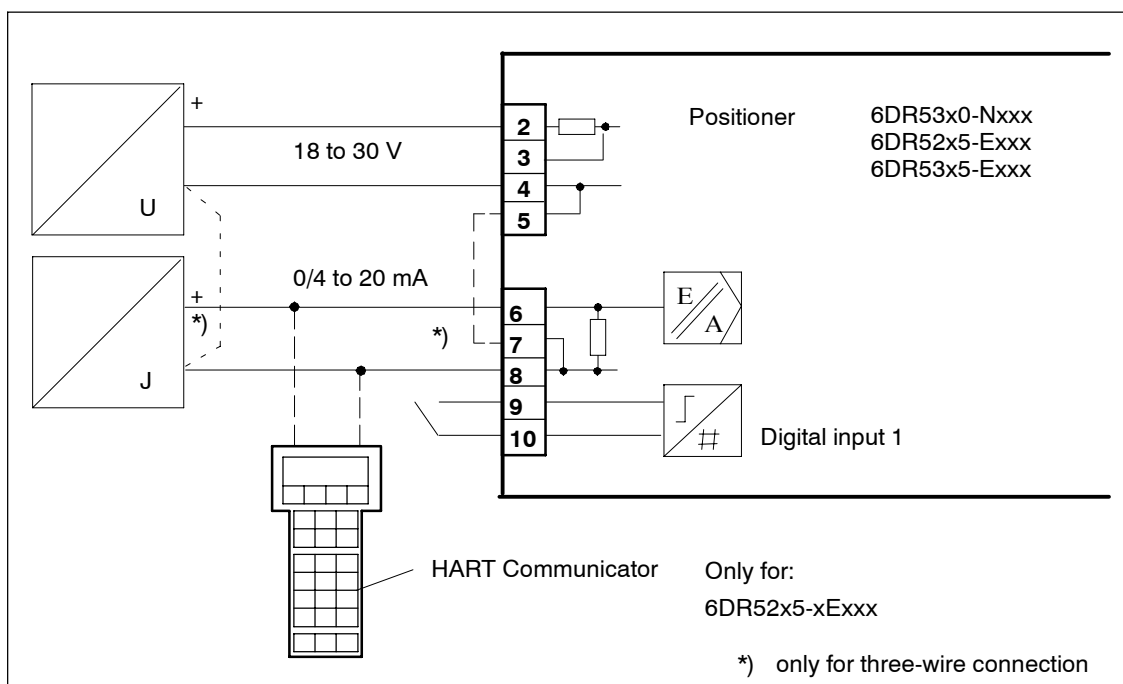 +
18 to 30 V
U
2
3
4
5
Positioner
6DR53x0-Nxxx
6DR52x5-Exxx
6DR53x5-Exxx
0/4 to 20 mA
+
*)
*)
J
6
7
8
9
10
E
A
#
Digital input 1
HART Communicator
Only for:
6DR52x5-xExxx
*) only for three-wire connection